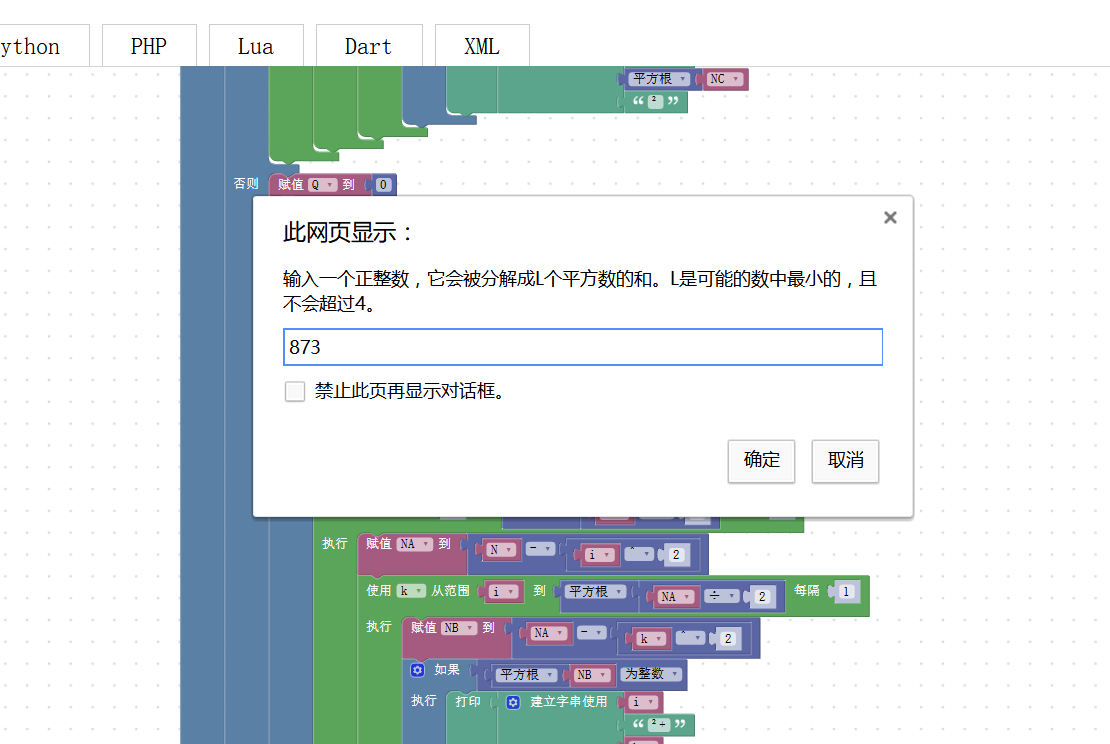 ython PHP Lua Dart XML
平方根 NC
“ ² ”
否则 赋值 Q 到 0
此网页显示：
输入一个正整数，它会被分解成L个平方数的和。L是可能的数中最小的，且
不会超过4。
873
禁止此页再显示对话框。
确定 取消
执行 赋值 NA 到 N - i ^ 2
使用 k 从范围 i 到 平方根 NA ÷ 2 每隔 1
执行 赋值 NB 到 NA - k ^ 2
如果 平方根 NB 为整数
执行 打印 建立字串使用 i
“ ²+ ”